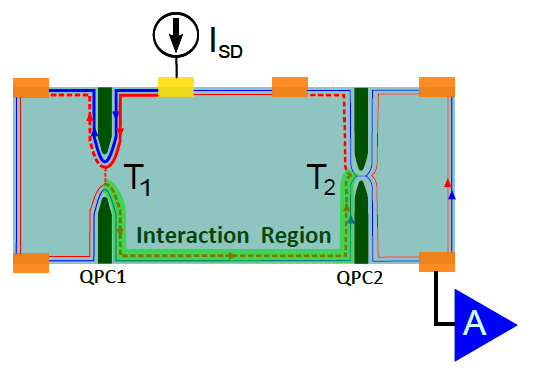 I_SD
T_1
T_2
Interaction Region
QPC1
QPC2
A